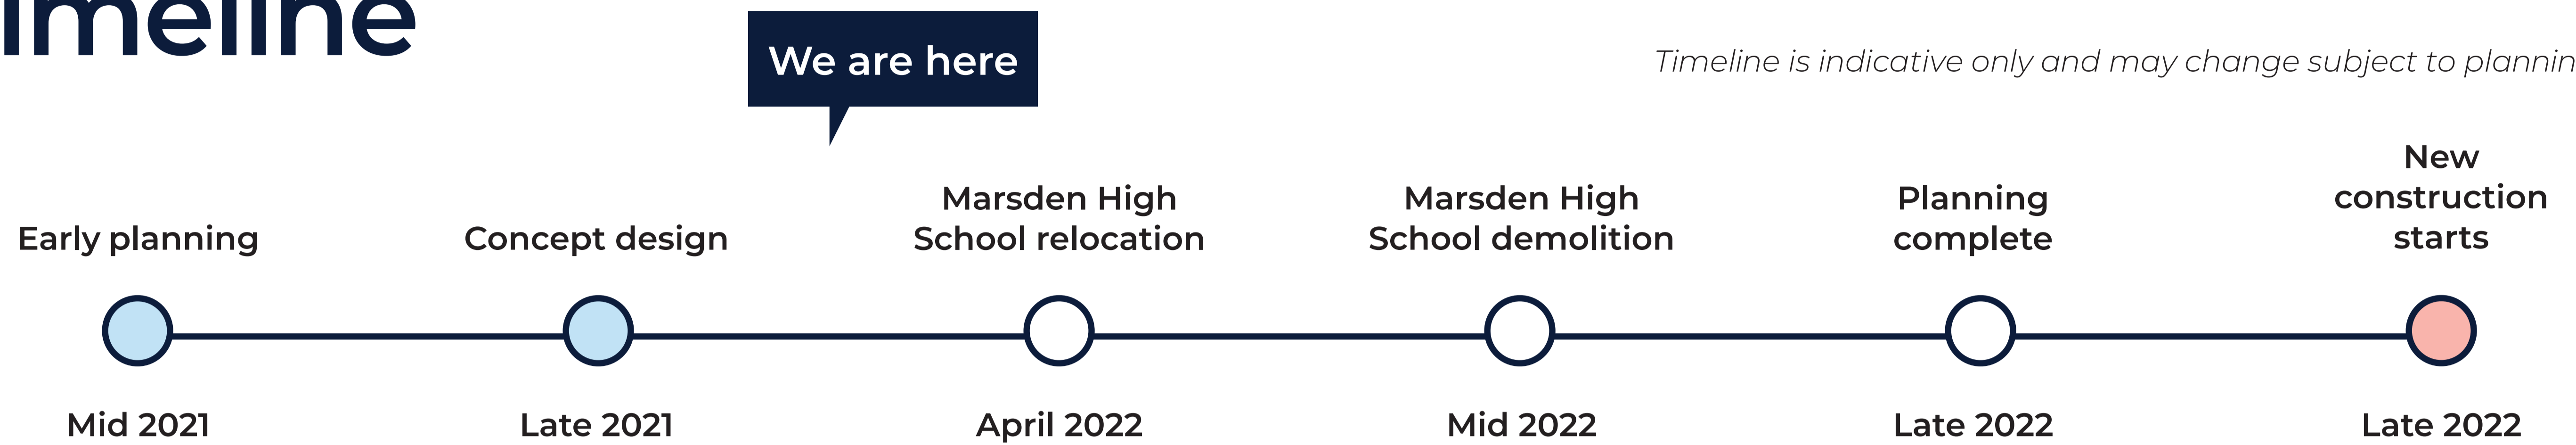 imeline
We are here
Timeline is indicative only and may change subject to plannin
Early planning
Concept design
Marsden High
School relocation
Marsden High
School demolition
Planning
complete
New
construction
starts
Mid 2021
Late 2021
April 2022
Mid 2022
Late 2022
Late 2022